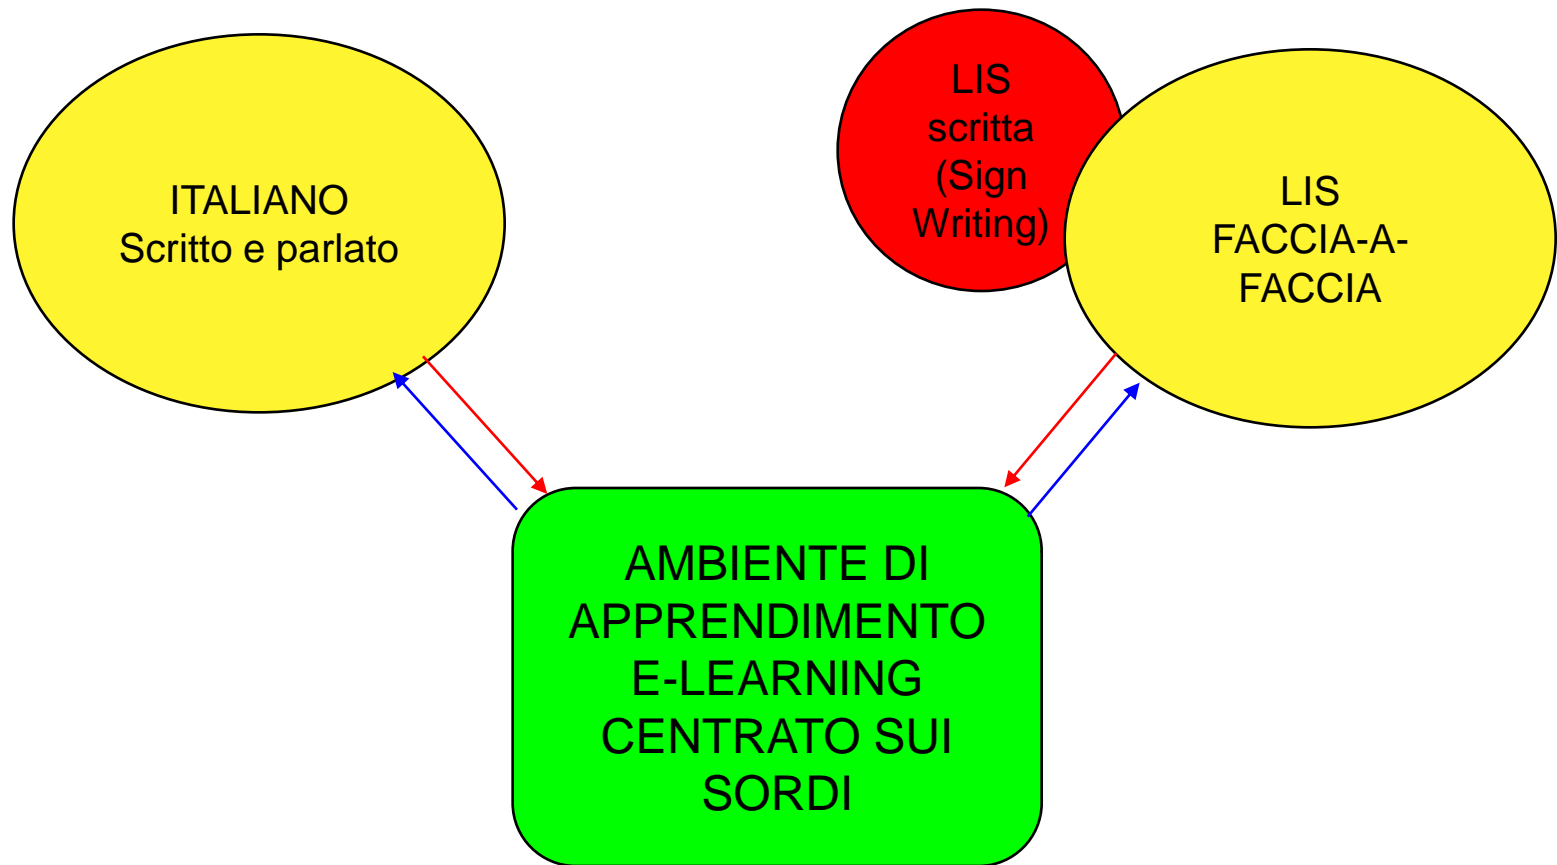 ITALIANO
Scritto e parlato
LIS
scritta
(Sign
Writing)
LIS
FACCIA-A-
FACCIA
AMBIENTE DI
APPRENDIMENTO
E-LEARNING
CENTRATO SUI
SORDI